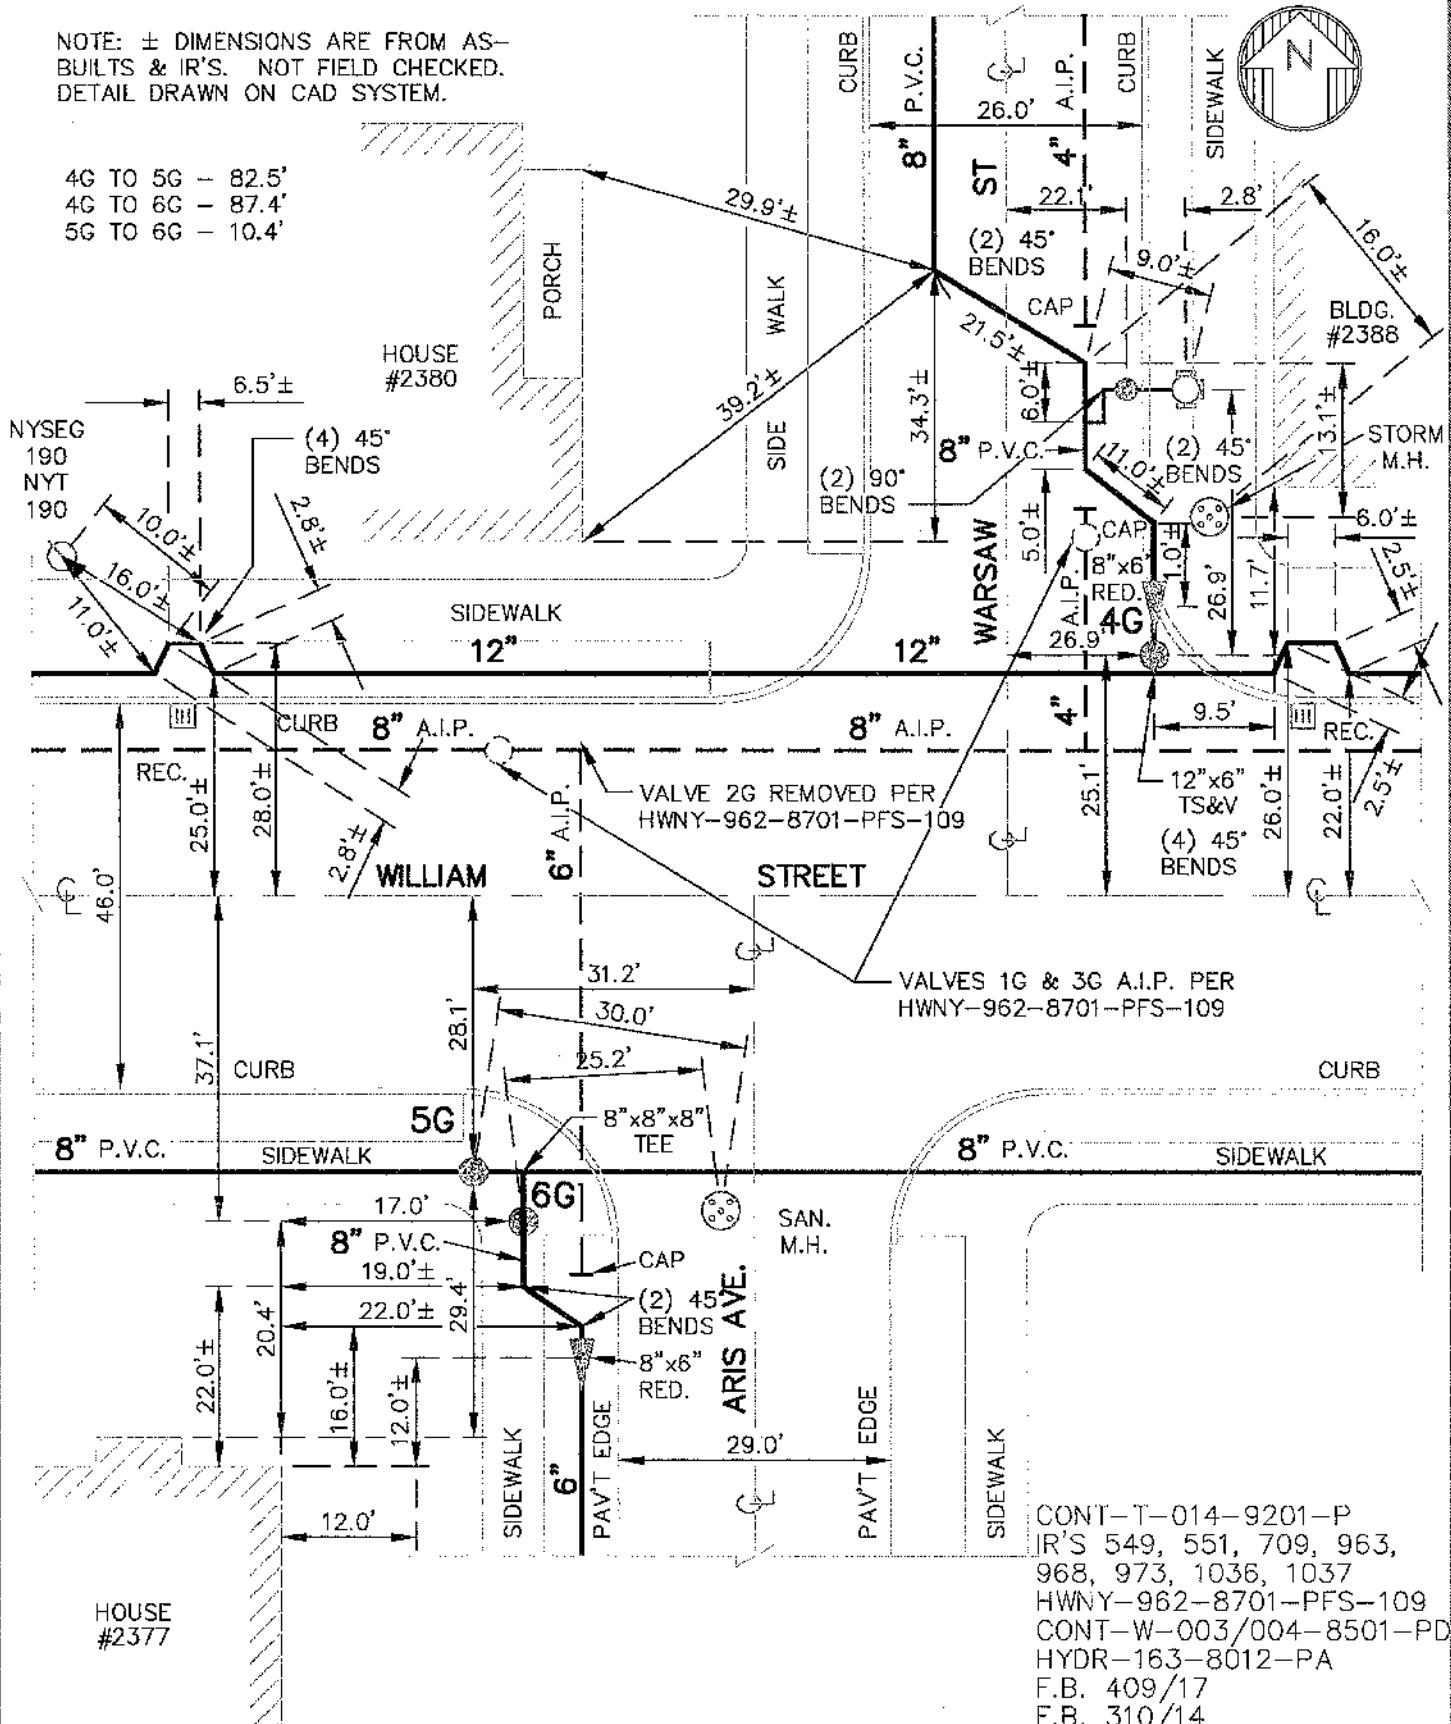 NOTE: ± DIMENSIONS ARE FROM AS-
BUILTS & IR'S. NOT FIELD CHECKED.
DETAIL DRAWN ON CAD SYSTEM.
4G TO 5G - 82.5'
4G TO 6G - 87.4'
5G TO 6G - 10.4'
CURB
8" P.V.C.
4" A.I.P.
CURB
SIDEWALK
N
26.0'
ST
22.1'
2.8'
29.9'±
(2) 45°
BENDS
9.0'±
16.0'±
PORCH
SIDE WALK
CAP
BLDG.
#2388
21.5'±
HOUSE
#2380
6.5'±
39.2'±
34.3'±
6.0'±
13.1'±
NYSEG
190
NYT
190
(4) 45°
BENDS
8" P.V.C.
(2) 45°
BENDS
11.0'±
STORM
M.H.
(2) 90°
BENDS
10.0'±
2.8'±
16.0'±
11.0'±
WARSAW
5.0'±
CAP
8"x6"
RED.
1.0'±
26.9'
11.7'
6.0'±
2.5'±
A.I.P.
4G
SIDEWALK
12"
12"
26.9'
4"
9.5'
CURB
8" A.I.P.
8" A.I.P.
REC.
REC.
25.0'±
28.0'±
2.8'±
6" A.I.P.
VALVE 2G REMOVED PER
HWNY-962-8701-PFS-109
25.1'
12"x6"
TS&V
(4) 45°
BENDS
26.0'±
22.0'±
2.5'±
46.0'
WILLIAM STREET
℄
℄
℄
℄
℄
31.2'
VALVES 1G & 3G A.I.P. PER
HWNY-962-8701-PFS-109
30.0'
28.1'
37.1'
25.2'
CURB
CURB
5G
8"x8"x8"
TEE
8" P.V.C.
SIDEWALK
8" P.V.C.
SIDEWALK
6G
17.0'
SAN.
M.H.
8" P.V.C.
CAP
19.0'±
(2) 45°
BENDS
22.0'±
29.4'
20.4'
22.0'±
16.0'±
12.0'±
8"x6"
RED.
ARIS AVE.
SIDEWALK
6"
PAV'T EDGE
29.0'
PAV'T EDGE
SIDEWALK
℄
12.0'
HOUSE
#2377
CONT-T-014-9201-P
IR'S 549, 551, 709, 963,
968, 973, 1036, 1037
HWNY-962-8701-PFS-109
CONT-W-003/004-8501-PD
HYDR-163-8012-PA
F.B. 409/17
F.B. 310/14